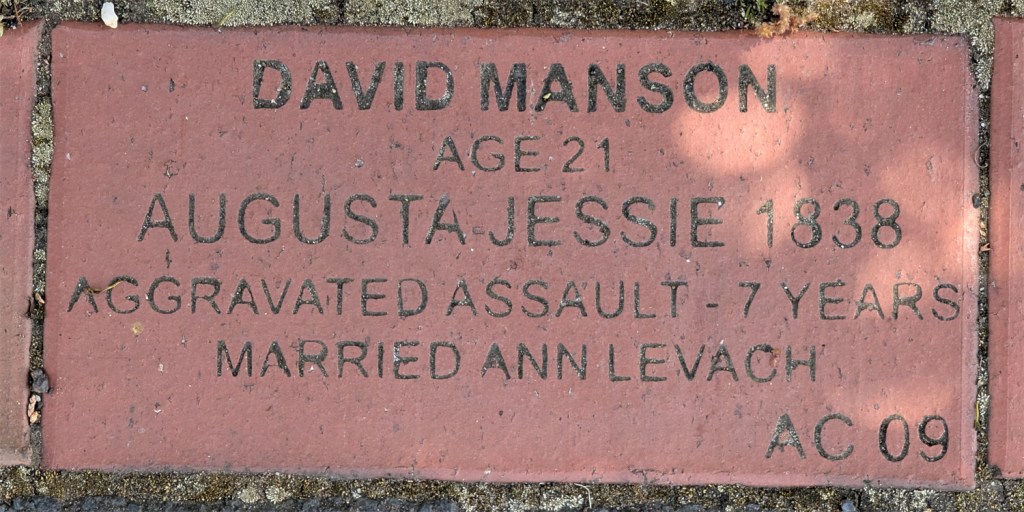 DAVID MANSON
AGE 21
AUGUSTA-JESSIE 1838
AGGRAVATED ASSAULT - 7 YEARS
MARRIED ANN LEVACH
AC 09